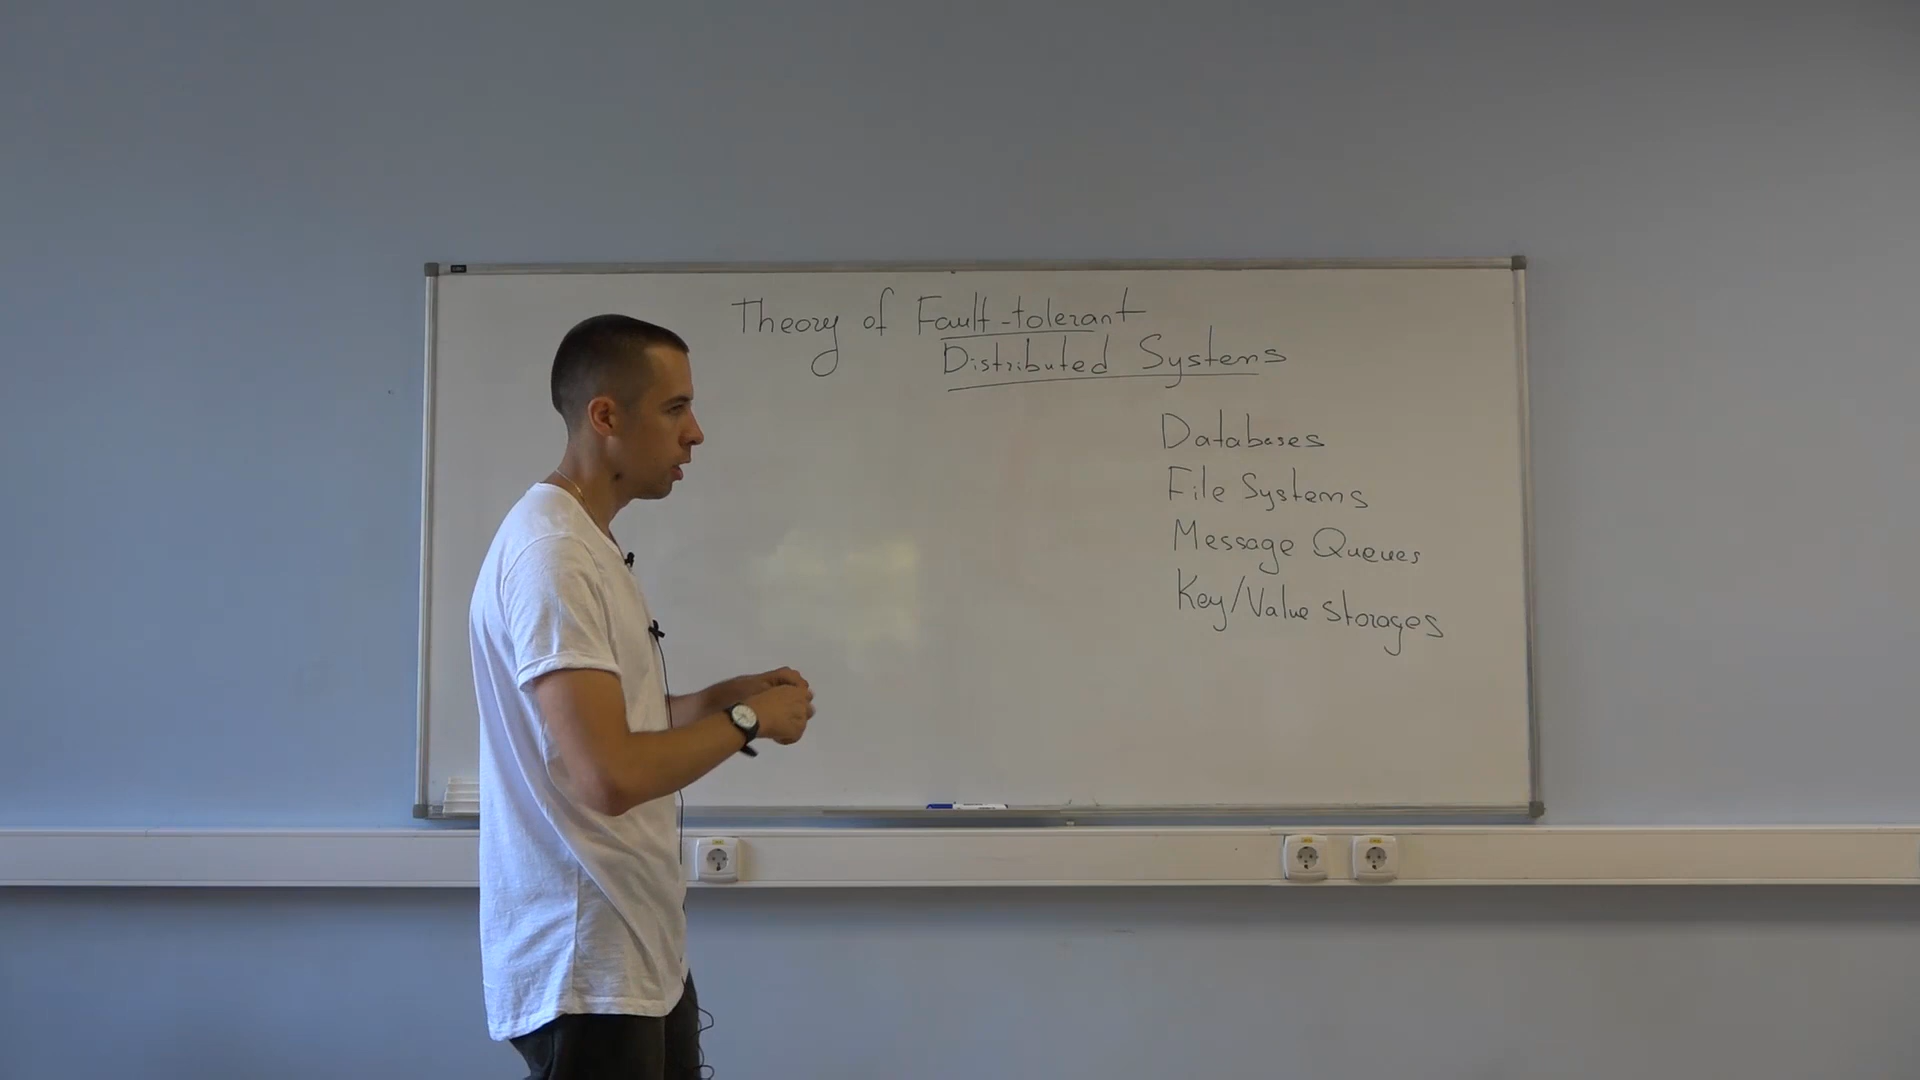 Theory of Fault-tolerant
Distributed Systems
Databases
File Systems
Message Queues
Key/Value storages